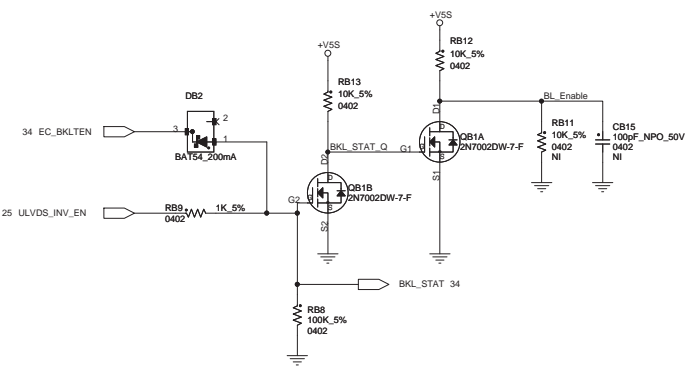 +V5S
RB12
10K_5%
0402
+V5S
RB13
10K_5%
0402
BL_Enable
DB2
2
34 EC_BKLTEN
3
1
BAT54_200mA
D1
D
RB11
10K_5%
0402
NI
CB15
100pF_NPO_50V
0402
NI
BKL_STAT_Q
G1
G
QB1A
2N7002DW-7-F
S
S1
D2
D
G2
G
QB1B
2N7002DW-7-F
S
S2
25 ULVDS_INV_EN
RB9
0402
1K_5%
BKL_STAT 34
RB8
100K_5%
0402